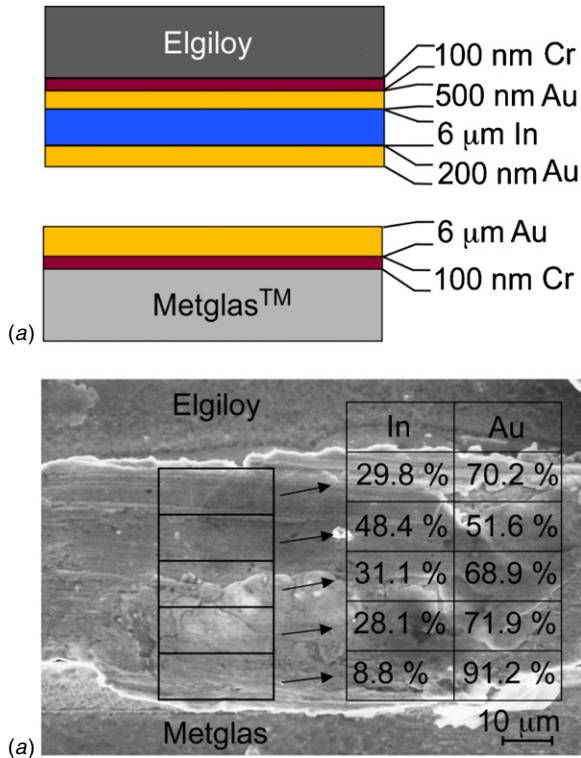 Elgiloy
100 nm Cr
500 nm Au
6 µm In
200 nm Au
6 µm Au
100 nm Cr
Metglas™
(a)
Elgiloy
In Au
29.8 % 70.2 %
48.4 % 51.6 %
31.1 % 68.9 %
28.1 % 71.9 %
8.8 % 91.2 %
10 µm
Metglas
(a)